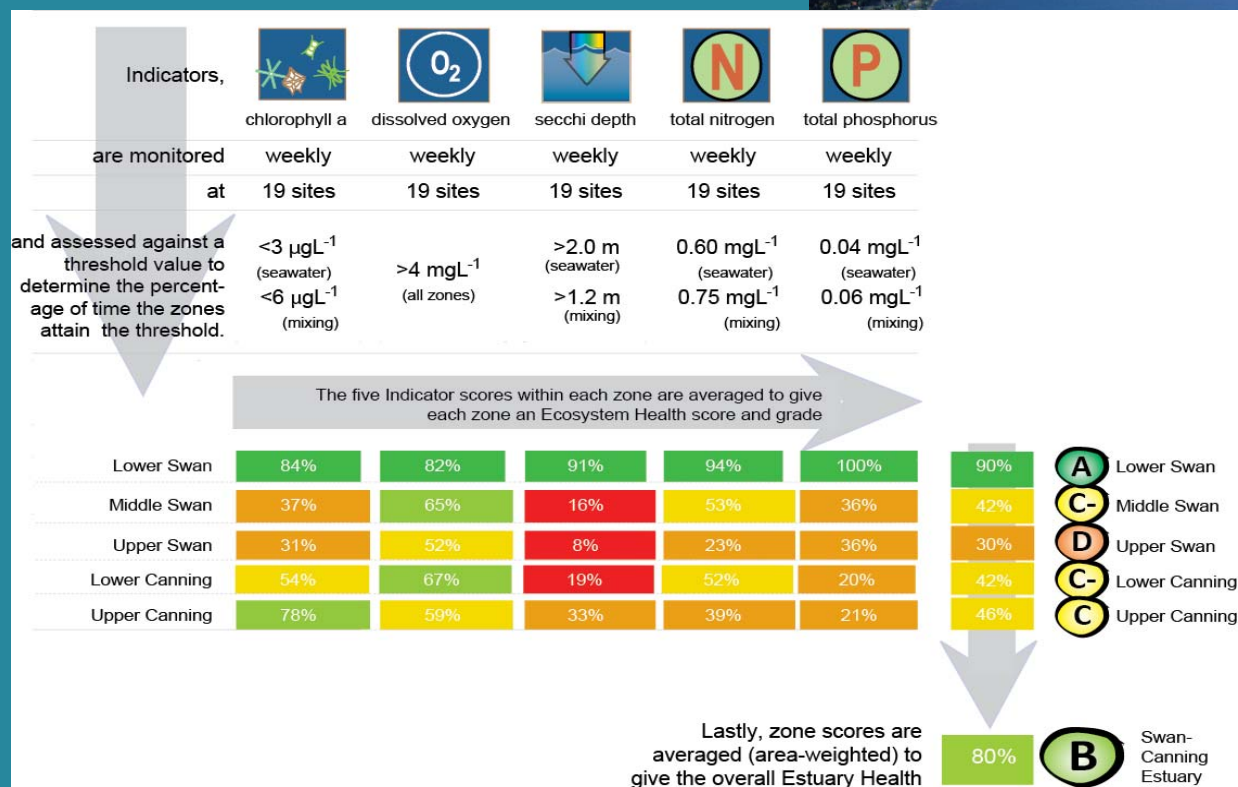 Indicators,
O2
N
P
chlorophyll a dissolved oxygen secchi depth total nitrogen total phosphorus
are monitored weekly weekly weekly weekly weekly
at 19 sites 19 sites 19 sites 19 sites 19 sites
and assessed against a
threshold value to
determine the percent-
age of time the zones
attain the threshold.
<3 µgL-1
(seawater)
<6 µgL-1
(mixing)
>4 mgL-1
(all zones)
>2.0 m
(seawater)
>1.2 m
(mixing)
0.60 mgL-1
(seawater)
0.75 mgL-1
(mixing)
0.04 mgL-1
(seawater)
0.06 mgL-1
(mixing)
The five Indicator scores within each zone are averaged to give
each zone an Ecosystem Health score and grade
Lower Swan 84% 82% 91% 94% 100% 90% A Lower Swan
Middle Swan 37% 65% 16% 53% 36% 42% C- Middle Swan
Upper Swan 31% 52% 8% 23% 36% 30% D Upper Swan
Lower Canning 54% 67% 19% 52% 20% 42% C- Lower Canning
Upper Canning 78% 59% 33% 39% 21% 46% C Upper Canning
Lastly, zone scores are
averaged (area-weighted) to
give the overall Estuary Health
80%
B
Swan-
Canning
Estuary